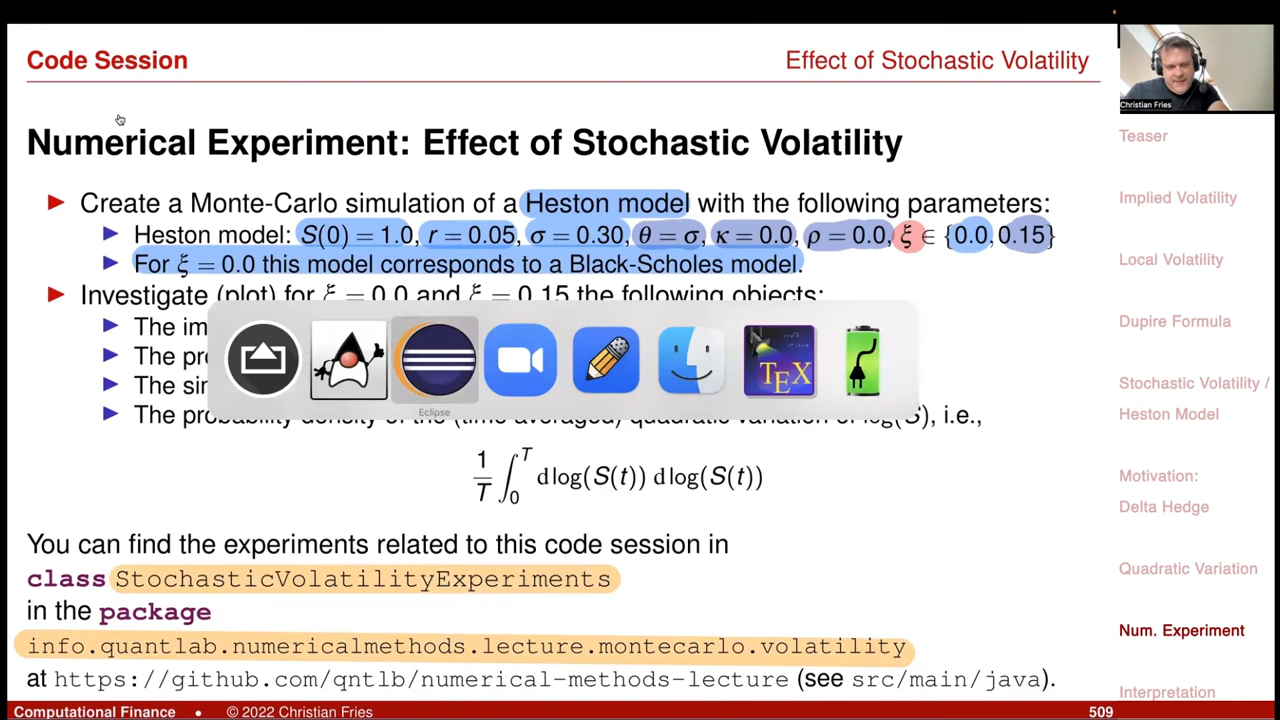 Code Session
Effect of Stochastic Volatility
Christian Fries
Numerical Experiment: Effect of Stochastic Volatility
► Create a Monte-Carlo simulation of a Heston model with the following parameters:
► Heston model: S(0) = 1.0, r = 0.05, σ = 0.30, θ = σ, κ = 0.0, ρ = 0.0, ξ ∈ {0.0, 0.15}
► For ξ = 0.0 this model corresponds to a Black-Scholes model.
► Investigate (plot) for ξ = 0.0 and ξ = 0.15 the following objects:
► The im
► The pr
► The si
► The probability density of the (time averaged) quadratic variation of log(S), i.e.,
TEX
Eclipse
1/T ∫_0^T d log(S(t)) d log(S(t))
You can find the experiments related to this code session in
class StochasticVolatilityExperiments
in the package
info.quantlab.numericalmethods.lecture.montecarlo.volatility
at https://github.com/qntlb/numerical-methods-lecture (see src/main/java).
Teaser
Implied Volatility
Local Volatility
Dupire Formula
Stochastic Volatility /
Heston Model
Motivation:
Delta Hedge
Quadratic Variation
Num. Experiment
Interpretation
Computational Finance • © 2022 Christian Fries
509